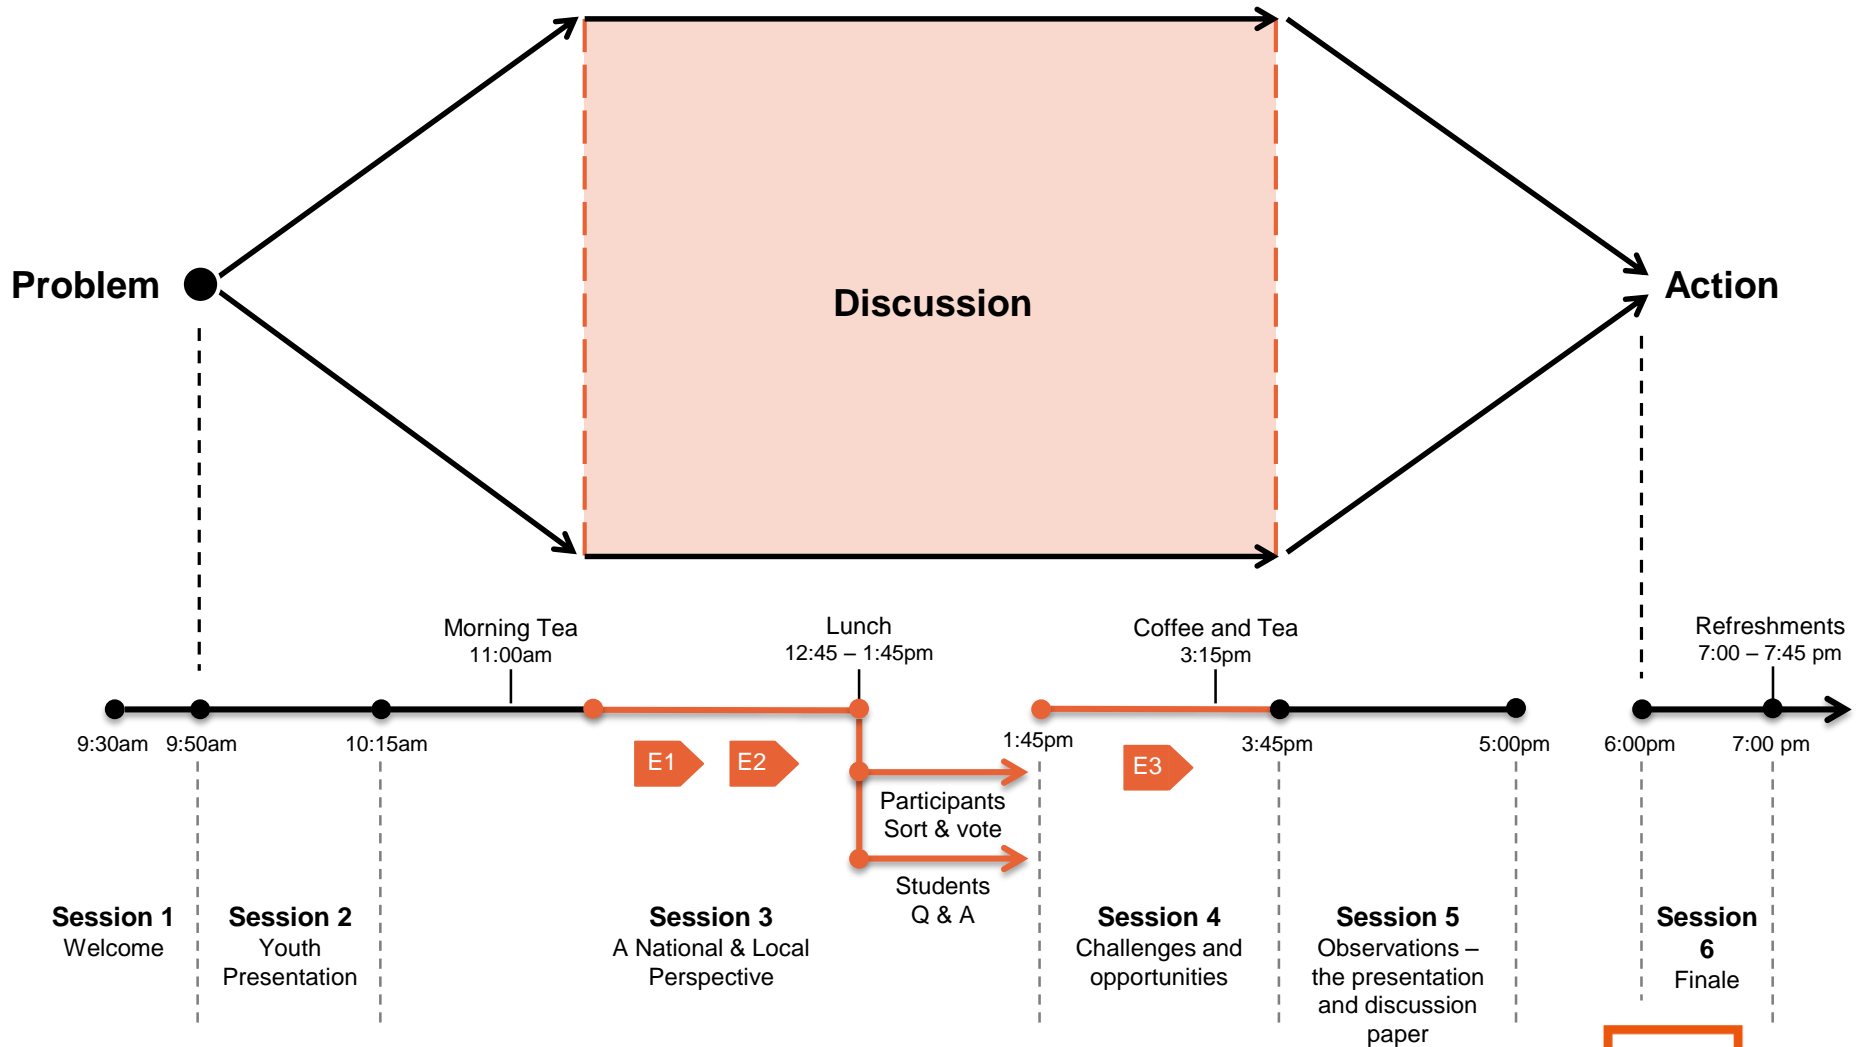 Problem
Discussion
Action
Morning Tea
11:00am
Lunch
12:45 – 1:45pm
Coffee and Tea
3:15pm
Refreshments
7:00 – 7:45 pm
9:30am
9:50am
10:15am
1:45pm
3:45pm
5:00pm
6:00pm
7:00 pm
E1
E2
E3
Participants
Sort & vote
Students
Q & A
Session 1
Welcome
Session 2
Youth
Presentation
Session 3
A National & Local
Perspective
Session 4
Challenges and
opportunities
Session 5
Observations –
the presentation
and discussion
paper
Session
6
Finale